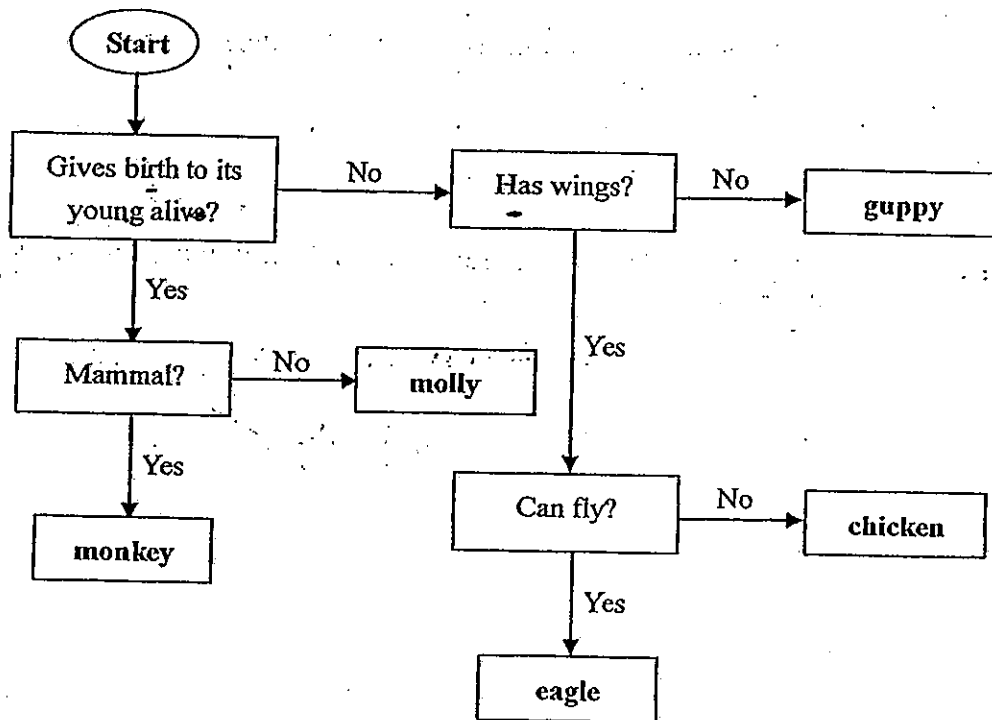 Start
Gives birth to its
young alive?
No
Has wings?
No
guppy
Yes
Mammal?
No
molly
Yes
Yes
monkey
Can fly?
No
chicken
Yes
eagle